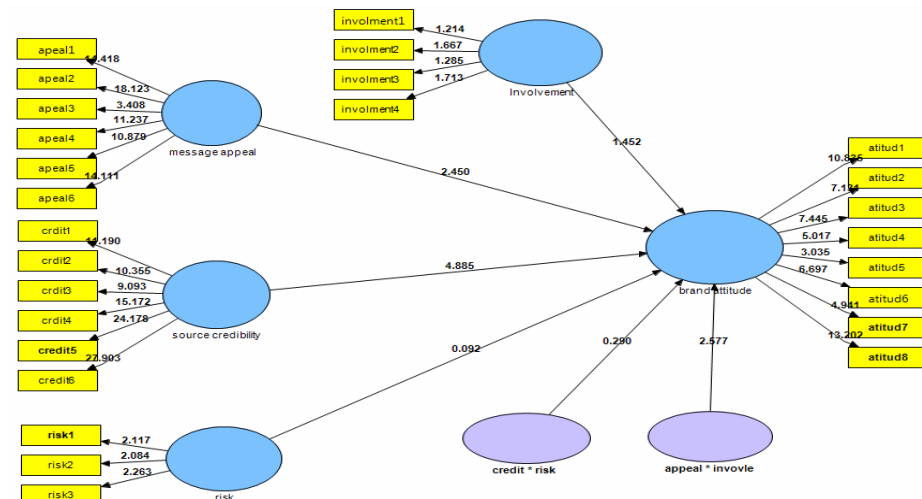 apeal1
apeal2
apeal3
apeal4
apeal5
apeal6
18.123
3.408
11.237
10.879
14.111
message appeal
involment1
involment2
involment3
involment4
1.214
1.667
1.285
1.713
Involvement
1.452
2.450
crdit1
crdit2
crdit3
crdit4
credit5
credit6
10.355
9.093
15.172
24.178
27.903
source credibility
4.885
risk1
risk2
risk3
2.117
2.084
2.263
risk
0.092
0.290
2.577
credit * risk
appeal * invovle
brand attitude
7.445
5.017
3.035
6.697
4.941
13.202
atitud1
atitud2
atitud3
atitud4
atitud5
atitud6
atitud7
atitud8